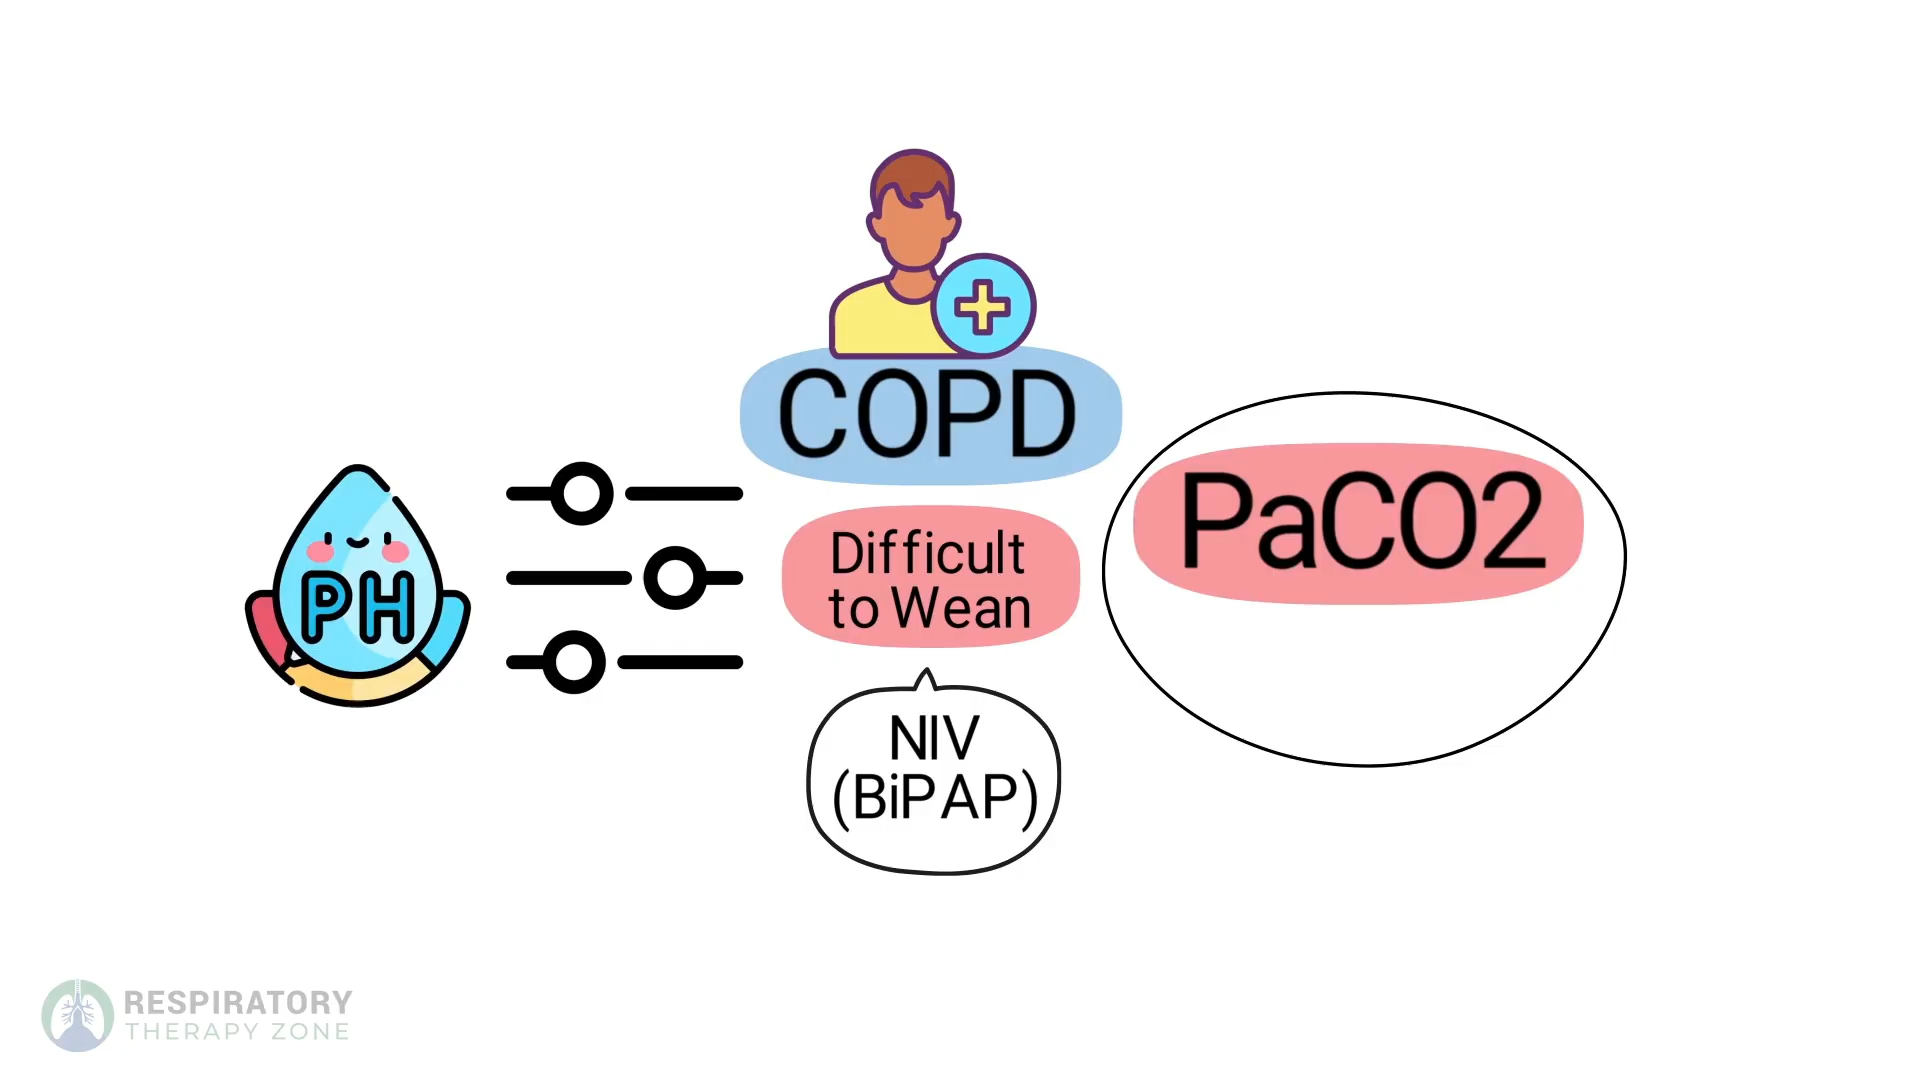 COPD
PH
Difficult
to Wean
NIV
(BiPAP)
PaCO2
RESPIRATORY
THERAPY ZONE